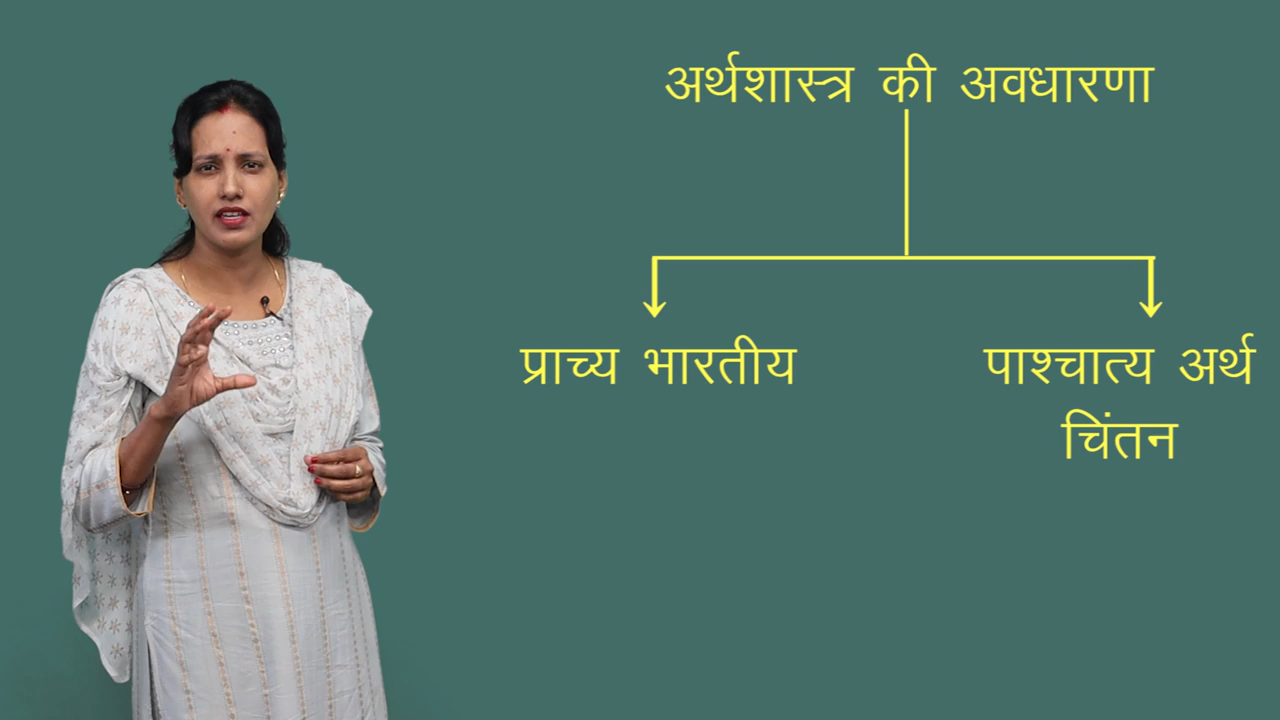 अर्थशास्त्र की अवधारणा
प्राच्य भारतीय
पाश्चात्य अर्थ
चिंतन